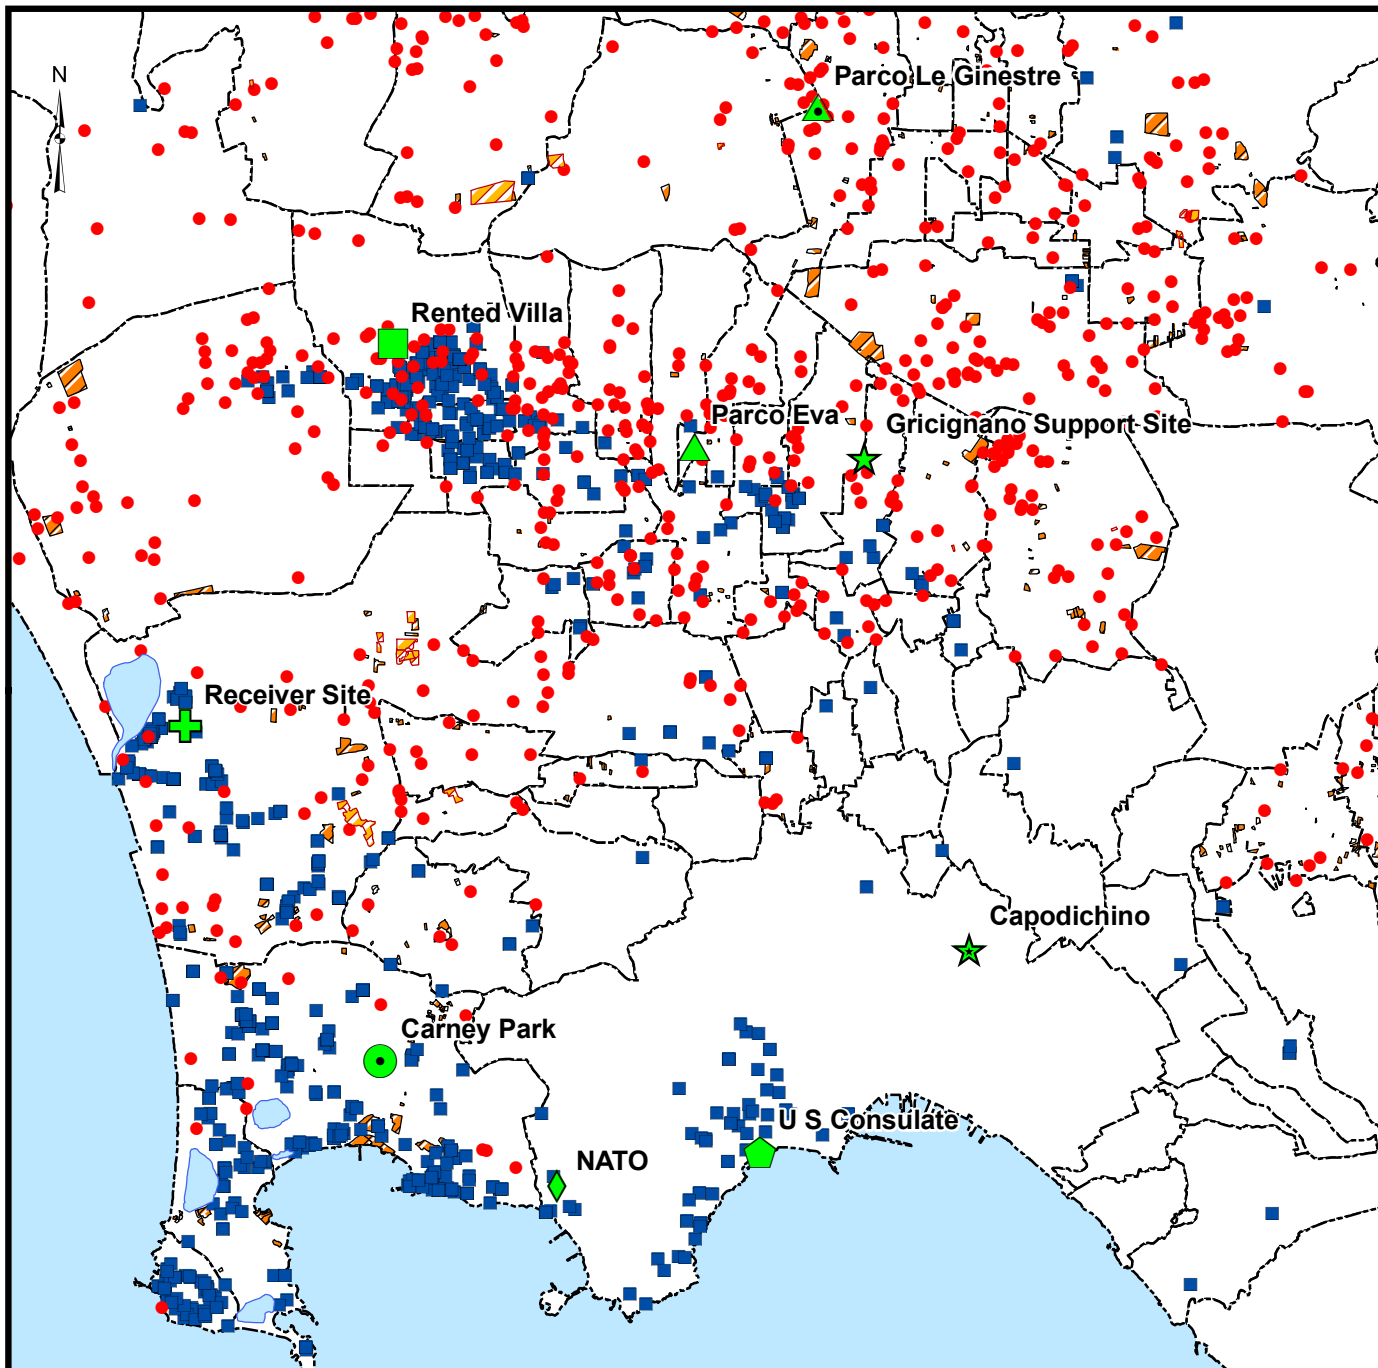 N
Parco Le Ginestre
Rented Villa
Parco Eva
Gricignano Support Site
Receiver Site
Capodichino
Carney Park
U S Consulate
NATO